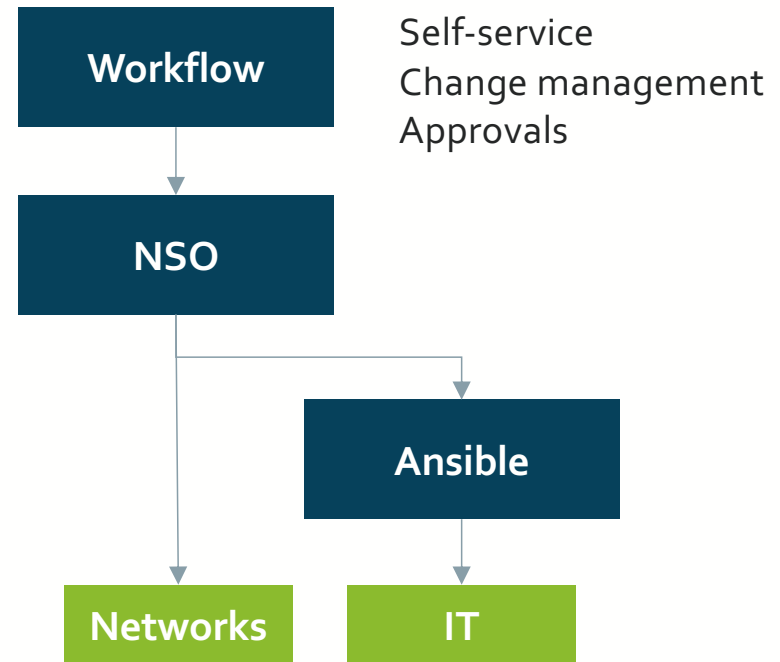 Workflow
Self-service
Change management
Approvals
NSO
Ansible
Networks
IT